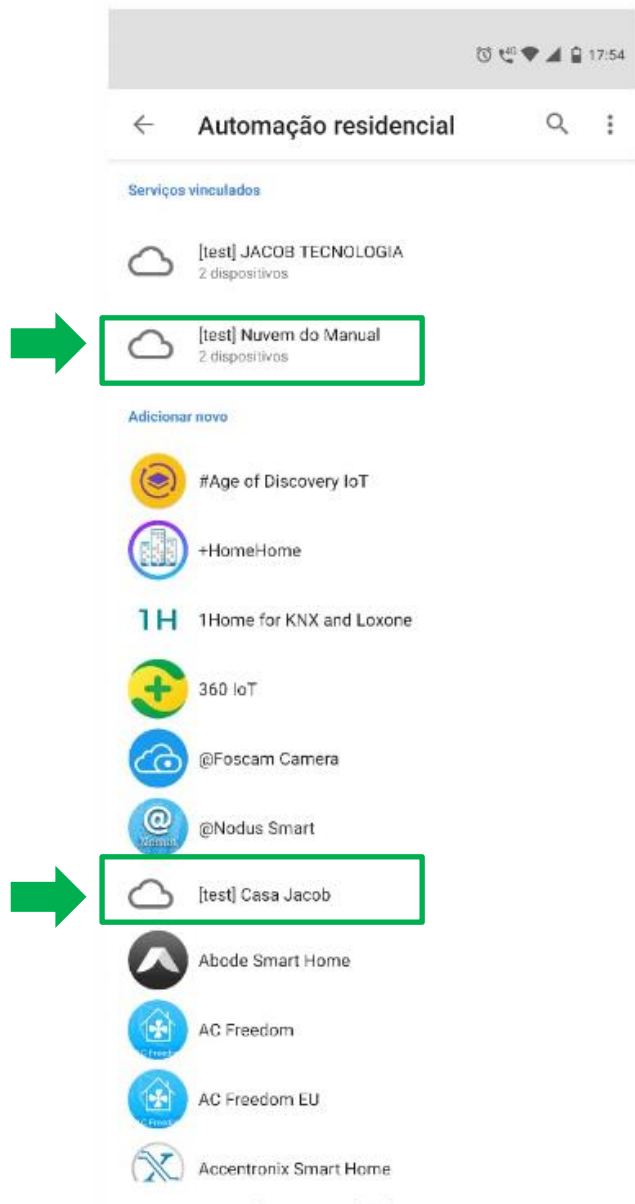 4G 17:54
Automação residencial
Serviços vinculados
[test] JACOB TECNOLOGIA
2 dispositivos
[test] Nuvem do Manual
2 dispositivos
Adicionar novo
#Age of Discovery IoT
+HomeHome
1H 1Home for KNX and Loxone
360 IoT
@Foscam Camera
@ @Nodus Smart
[test] Casa Jacob
Abode Smart Home
AC Freedom
AC Freedom EU
Accentronix Smart Home